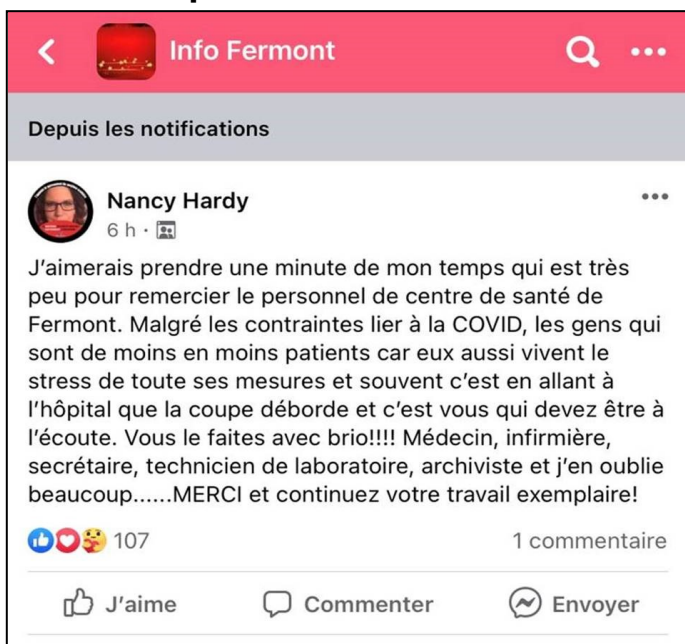 Info Fermont
Depuis les notifications
Nancy Hardy
6 h ·
J'aimerais prendre une minute de mon temps qui est très
peu pour remercier le personnel de centre de santé de
Fermont. Malgré les contraintes lier à la COVID, les gens qui
sont de moins en moins patients car eux aussi vivent le
stress de toute ses mesures et souvent c'est en allant à
l'hôpital que la coupe déborde et c'est vous qui devez être à
l'écoute. Vous le faites avec brio!!!! Médecin, infirmière,
secrétaire, technicien de laboratoire, archiviste et j'en oublie
beaucoup......MERCI et continuez votre travail exemplaire!
107
1 commentaire
J'aime
Commenter
Envoyer